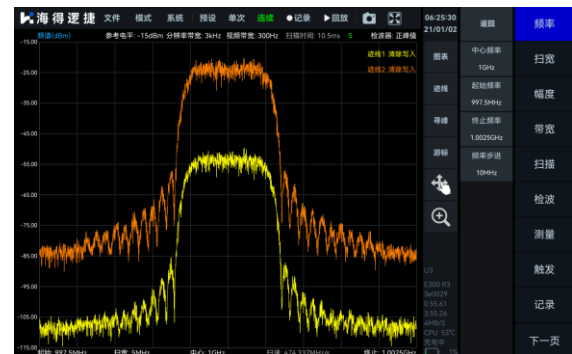 海得逻捷 文件 模式 系统 预设 单次 连续 ●记录 ▶回放 06:25:30 21/01/02
频谱(dBm) 参考电平: -15dBm 分辨率带宽: 3kHz 视频带宽: 300Hz 扫描时间: 10.5ms S 检波器: 正峰值
迹线1 清除写入
迹线2 清除写入
-15.00
-25.00
-35.00
-45.00
-55.00
-65.00
-75.00
-85.00
-95.00
-105.00
-115.00
起始: 997.5MHz 扫宽: 5MHz 中心: 1GHz 扫速: 474.337MHz/s 终止: 1.0025GHz
图表
迹线
寻峰
游标
U3
E200 R3
3e0029
0.55.61
3.55.26
4MB/S
CPU 53℃
充电中
返回
中心频率
1GHz
起始频率
997.5MHz
终止频率
1.0025GHz
频率步进
10MHz
频率
扫宽
幅度
带宽
扫描
检波
测量
触发
记录
下一页